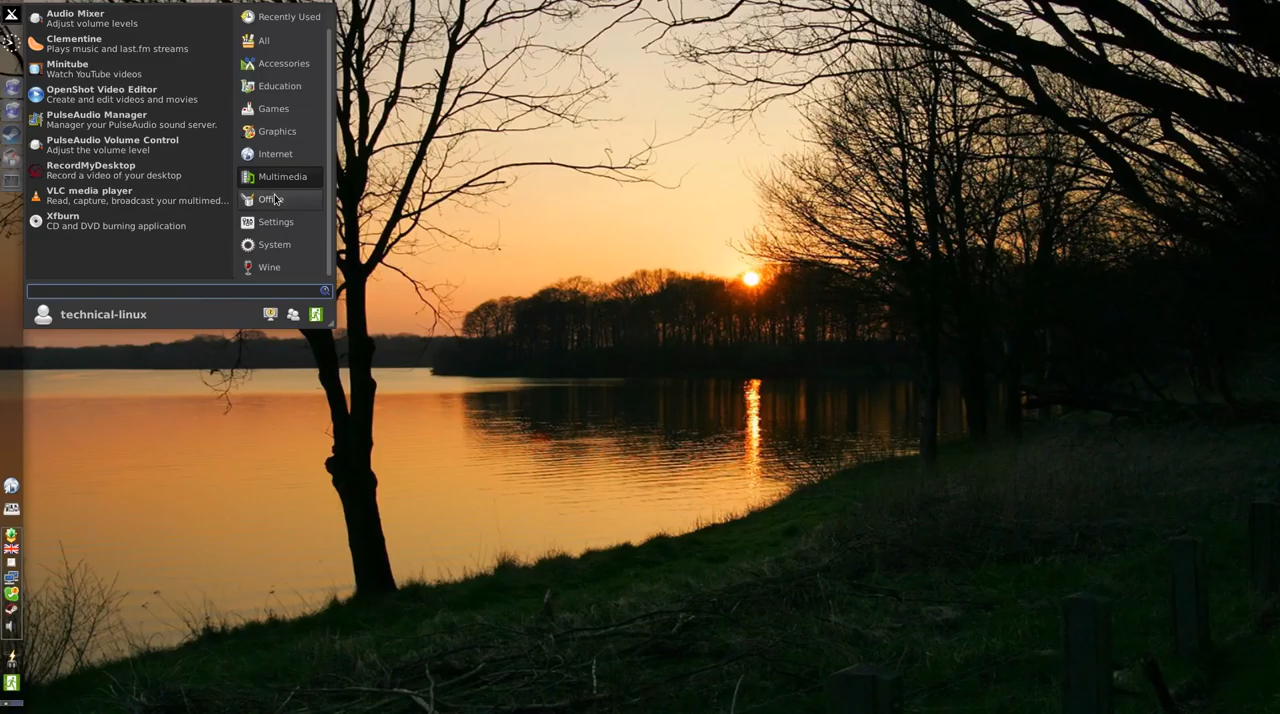 Audio Mixer
Adjust volume levels
Clementine
Plays music and last.fm streams
Minitube
Watch YouTube videos
OpenShot Video Editor
Create and edit videos and movies
PulseAudio Manager
Manager your PulseAudio sound server.
PulseAudio Volume Control
Adjust the volume level
RecordMyDesktop
Record a video of your desktop
VLC media player
Read, capture, broadcast your multimed...
Xfburn
CD and DVD burning application
Recently Used
All
Accessories
Education
Games
Graphics
Internet
Multimedia
Office
Settings
System
Wine
technical-linux